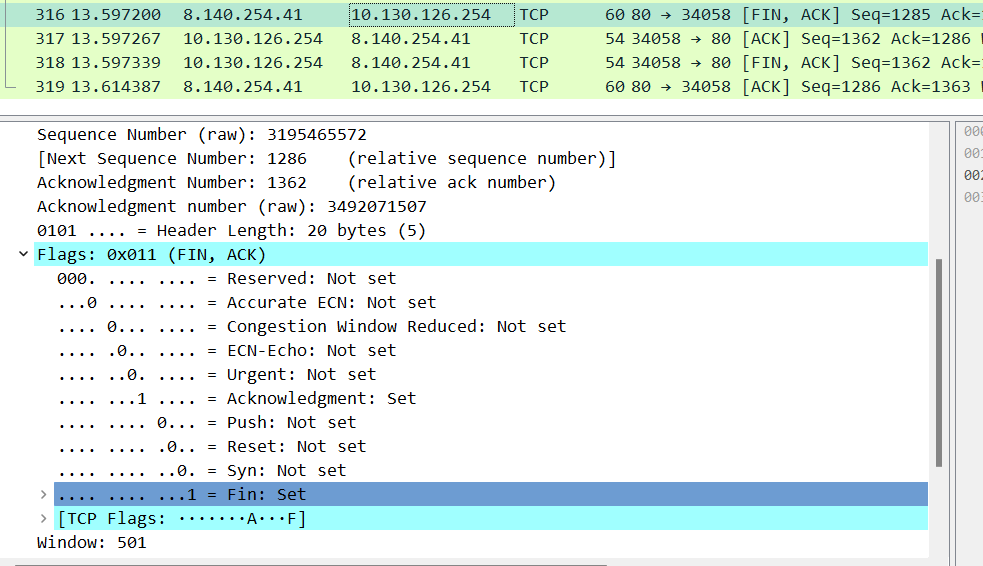 316 13.597200 8.140.254.41 10.130.126.254 TCP 60 80 → 34058 [FIN, ACK] Seq=1285 Ack=
317 13.597267 10.130.126.254 8.140.254.41 TCP 54 34058 → 80 [ACK] Seq=1362 Ack=1286
318 13.597339 10.130.126.254 8.140.254.41 TCP 54 34058 → 80 [FIN, ACK] Seq=1362 Ack=
319 13.614387 8.140.254.41 10.130.126.254 TCP 60 80 → 34058 [ACK] Seq=1286 Ack=1363
Sequence Number (raw): 3195465572
[Next Sequence Number: 1286    (relative sequence number)]
Acknowledgment Number: 1362    (relative ack number)
Acknowledgment number (raw): 3492071507
0101 .... = Header Length: 20 bytes (5)
Flags: 0x011 (FIN, ACK)
000. .... .... = Reserved: Not set
...0 .... .... = Accurate ECN: Not set
.... 0... .... = Congestion Window Reduced: Not set
.... .0.. .... = ECN-Echo: Not set
.... ..0. .... = Urgent: Not set
.... ...1 .... = Acknowledgment: Set
.... .... 0... = Push: Not set
.... .... .0.. = Reset: Not set
.... .... ..0. = Syn: Not set
.... .... ...1 = Fin: Set
[TCP Flags: ·······A···F]
Window: 501